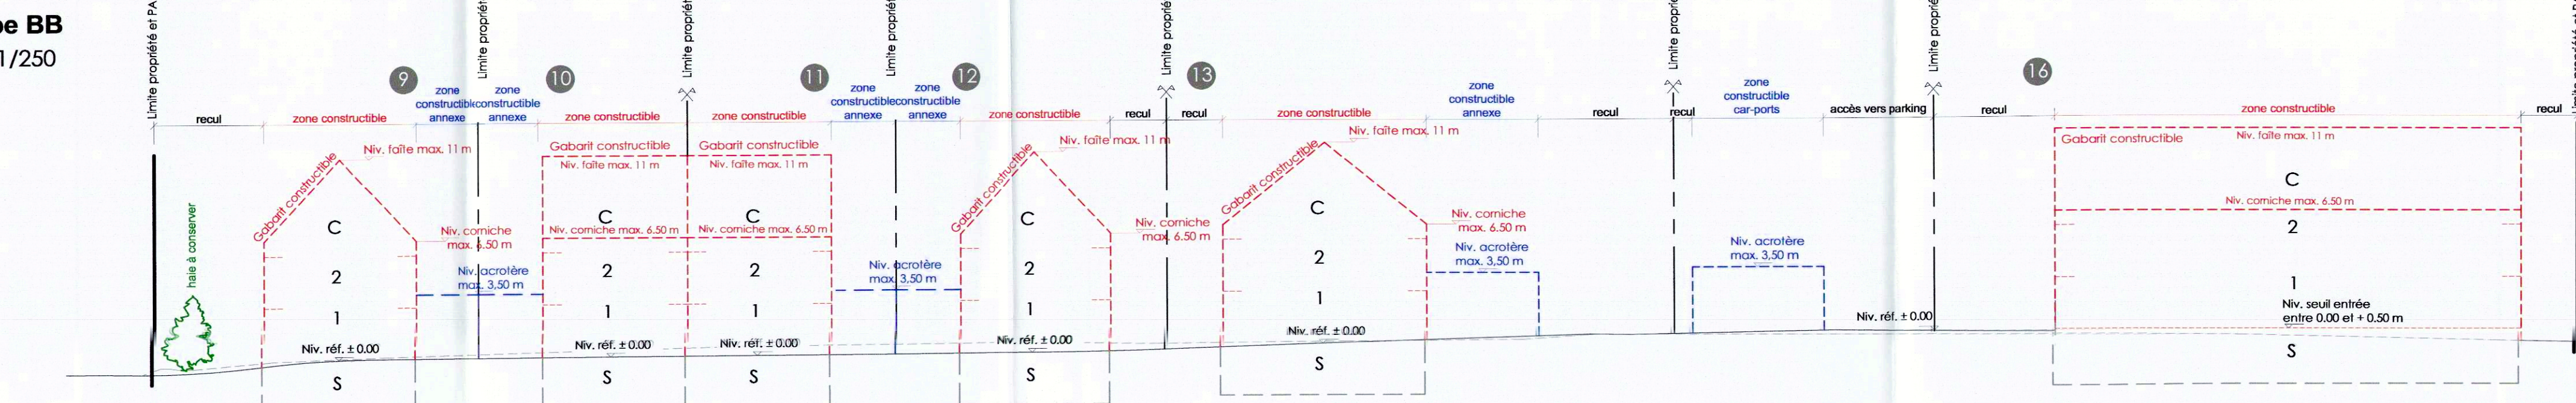 pe BB
1/250
Limite propriété et PA
Limite propriét
Limite propriét
Limite propriét
Limite propriét
Limite proprié
Limite proprié
9
10
11
12
13
16
recul
zone constructible
zone
constructible
annexe
zone
constructible
annexe
zone constructible
zone constructible
zone
constructible
annexe
zone
constructible
annexe
zone constructible
recul
recul
zone constructible
zone
constructible
annexe
recul
recul
zone
constructible
car-ports
accès vers parking
recul
zone constructible
recul
haie à conserver
Gabarit constructible
Niv. faîte max. 11 m
C
2
1
Niv. réf. ± 0.00
S
Niv. corniche
max. 6.50 m
Niv. acrotère
max. 3,50 m
Gabarit constructible
Niv. faîte max. 11 m
C
Niv. corniche max. 6.50 m
2
1
Niv. réf. ± 0.00
S
Gabarit constructible
Niv. faîte max. 11 m
C
Niv. corniche max. 6.50 m
2
1
Niv. réf. ± 0.00
S
Niv. acrotère
max. 3,50 m
Gabarit constructible
Niv. faîte max. 11 m
C
2
1
Niv. réf. ± 0.00
S
Niv. corniche
max. 6.50 m
Gabarit constructible
Niv. faîte max. 11 m
C
2
1
Niv. réf. ± 0.00
S
Niv. corniche
max. 6.50 m
Niv. acrotère
max. 3,50 m
Niv. acrotère
max. 3,50 m
Niv. réf. ± 0.00
Gabarit constructible
Niv. faîte max. 11 m
C
Niv. corniche max. 6.50 m
2
1
Niv. seuil entrée
entre 0.00 et + 0.50 m
S